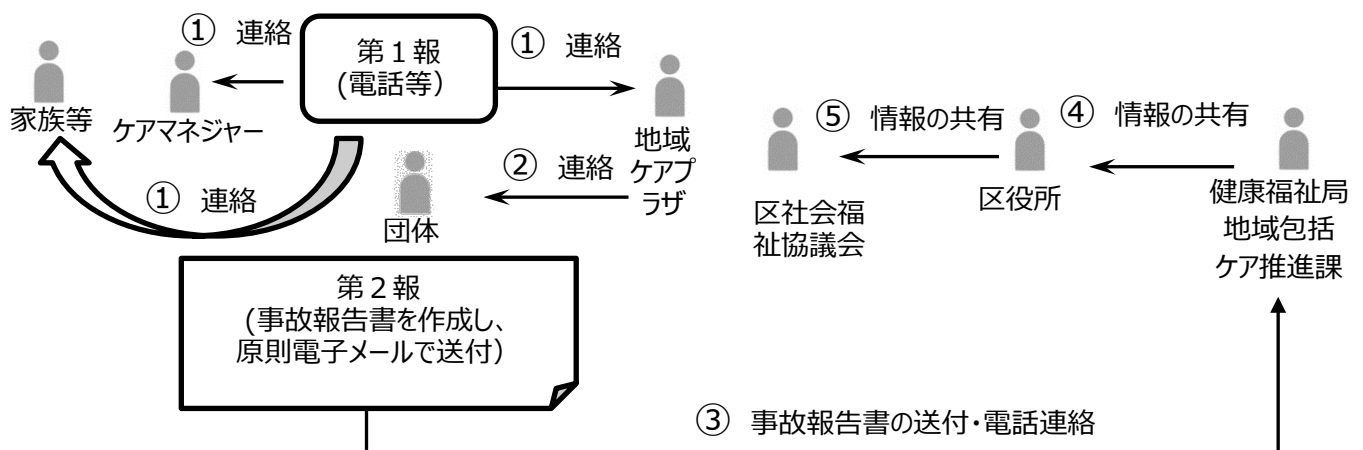 ① 連絡
第１報
(電話等）
① 連絡
家族等
ケアマネジャー
地域
ケアプ
ラザ
① 連絡
② 連絡
団体
⑤ 情報の共有
④ 情報の共有
区社会福
祉協議会
区役所
健康福祉局
地域包括
ケア推進課
第２報
(事故報告書を作成し、
原則電子メールで送付）
③ 事故報告書の送付・電話連絡